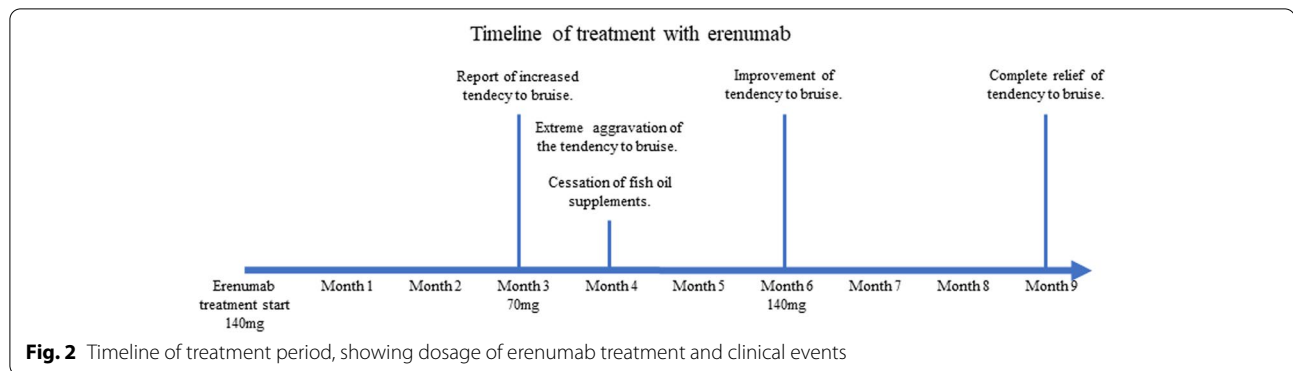 Timeline of treatment with erenumab
Report of increased
tendecy to bruise.
Extreme aggravation of
the tendency to bruise.
Cessation of fish oil
supplements.
Improvement of
tendency to bruise.
Complete relief of
tendency to bruise.
Erenumab
treatment start
140mg
Month 1
Month 2
Month 3
70mg
Month 4
Month 5
Month 6
140mg
Month 7
Month 8
Month 9
Fig. 2 Timeline of treatment period, showing dosage of erenumab treatment and clinical events